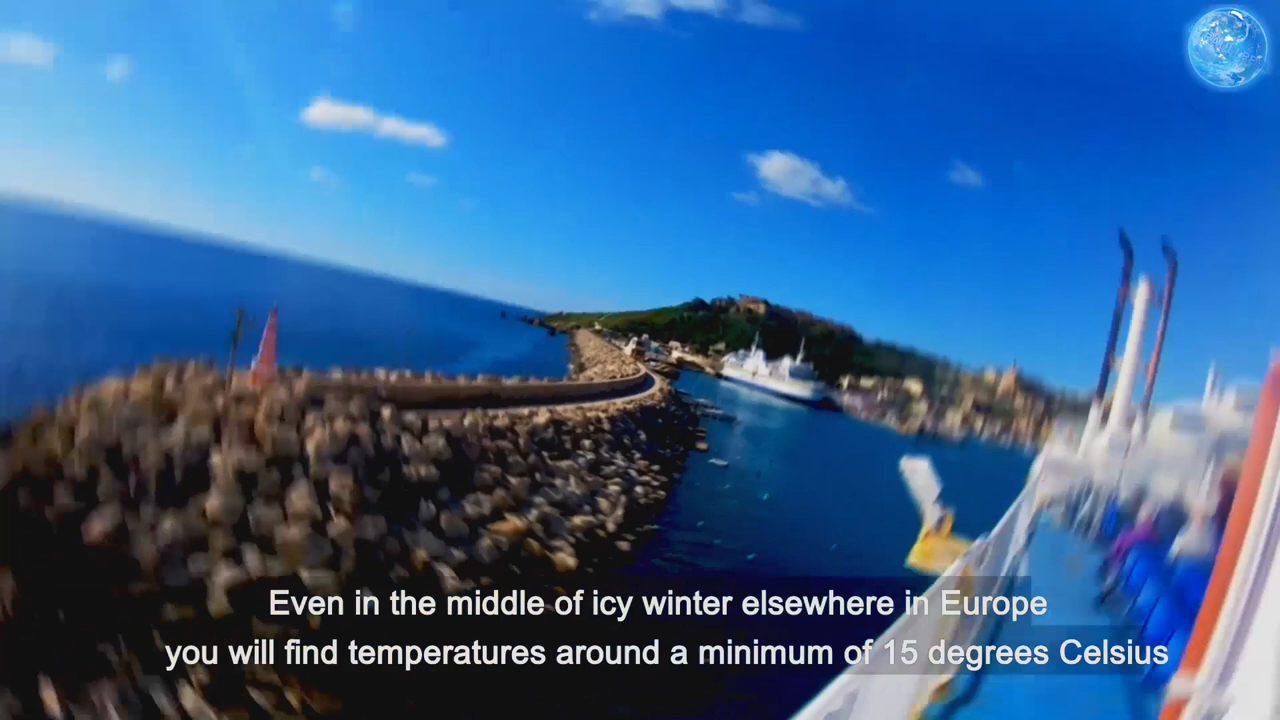 Even in the middle of icy winter elsewhere in Europe
you will find temperatures around a minimum of 15 degrees Celsius